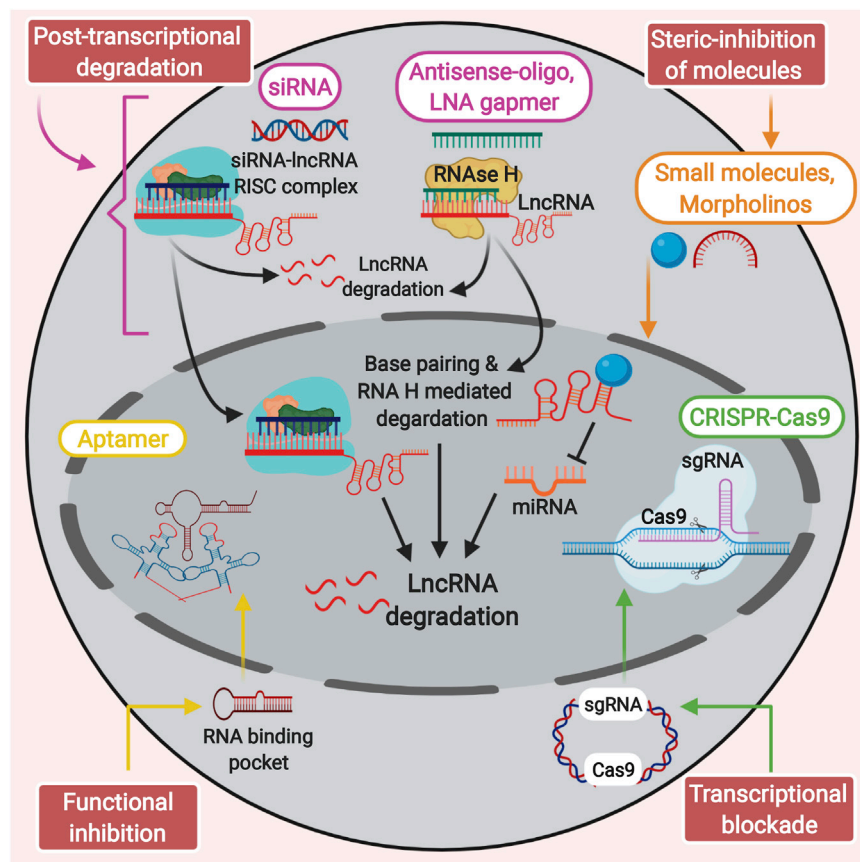 Post-transcriptional
degradation
siRNA
siRNA-lncRNA
RISC complex
Antisense-oligo,
LNA gapmer
RNAse H
LncRNA
LncRNA
degradation
Steric-inhibition
of molecules
Small molecules,
Morpholinos
Base pairing &
RNA H mediated
degardation
Aptamer
CRISPR-Cas9
sgRNA
Cas9
miRNA
LncRNA
degradation
RNA binding
pocket
sgRNA
Cas9
Functional
inhibition
Transcriptional
blockade